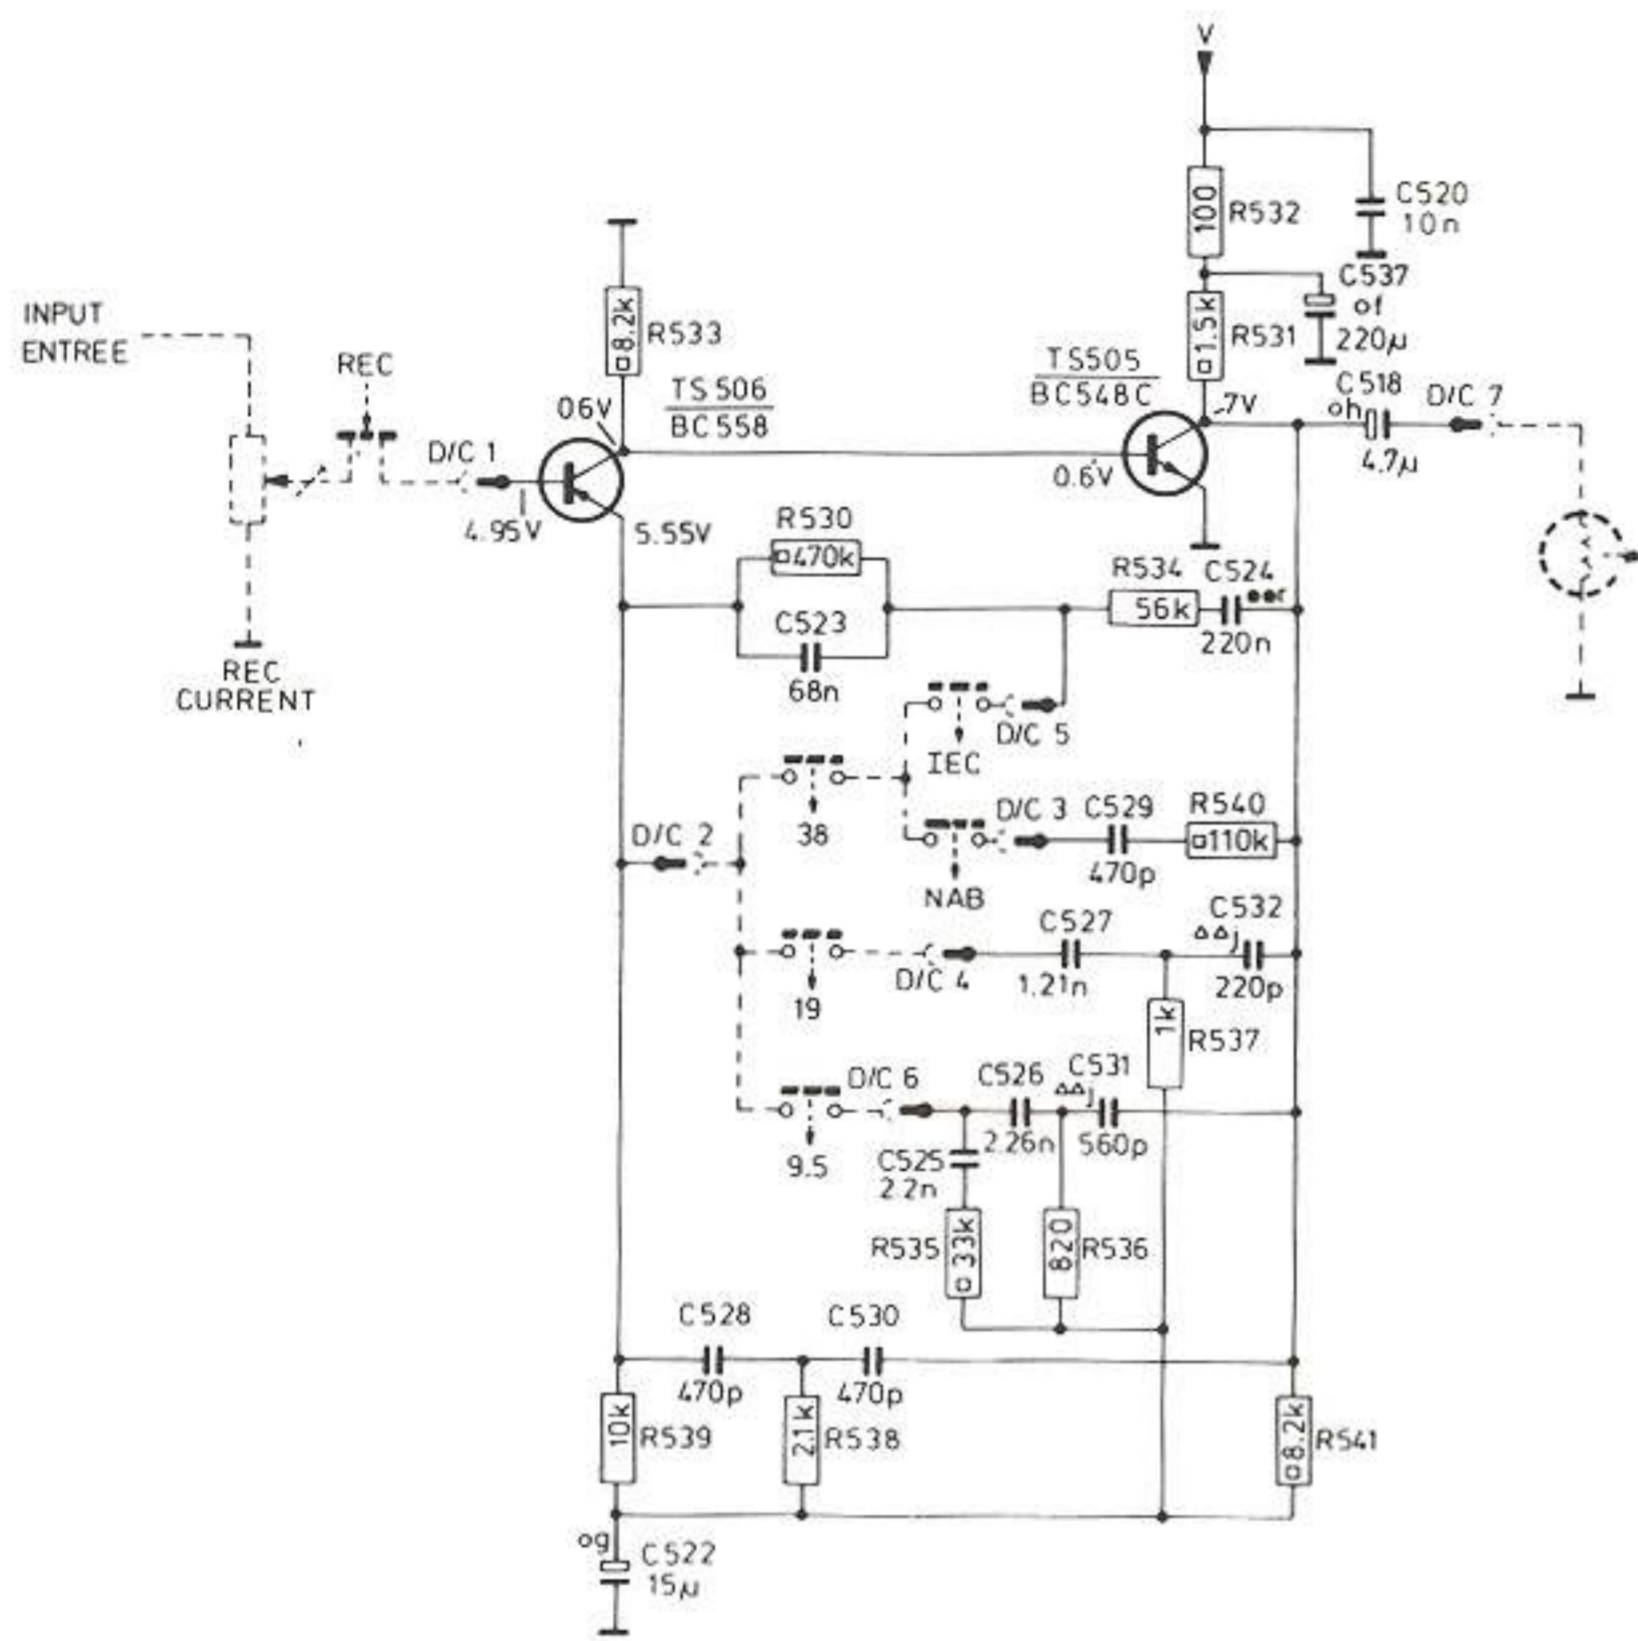 V
100
R532
C520
10n
C537
of
220µ
1.5k
R531
INPUT
ENTREE
8.2k
R533
REC
TS505
BC548C
TS506
BC558
06V
.7V
C518
oh
4.7µ
D/C 7
D/C 1
4.95V
5.55V
0.6V
R530
470k
C523
68n
R534
56k
C524
220n
REC
CURRENT
D/C 5
IEC
38
D/C 2
D/C 3
NAB
C529
470p
R540
110k
19
D/C 4
C527
1.21n
C532
j
220p
1k
R537
9.5
D/C 6
C526
2.26n
C531
j
560p
C525
2.2n
R535
33k
820
R536
C528
470p
C530
470p
10k
R539
2.1k
R538
8.2k
R541
og
C522
15µ